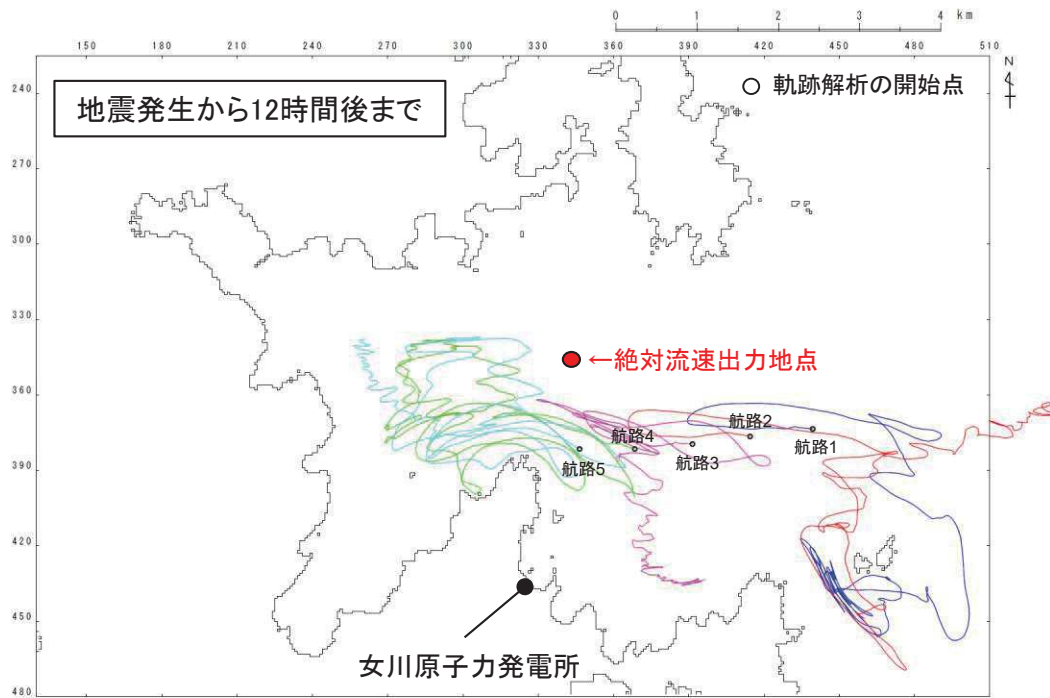 0 1 2 3 4 km
150 180 210 240 270 300 330 360 390 420 450 480 510
N
240
270
300
330
360
390
420
450
480
地震発生から12時間後まで
○ 軌跡解析の開始点
←絶対流速出力地点
航路1
航路2
航路3
航路4
航路5
女川原子力発電所